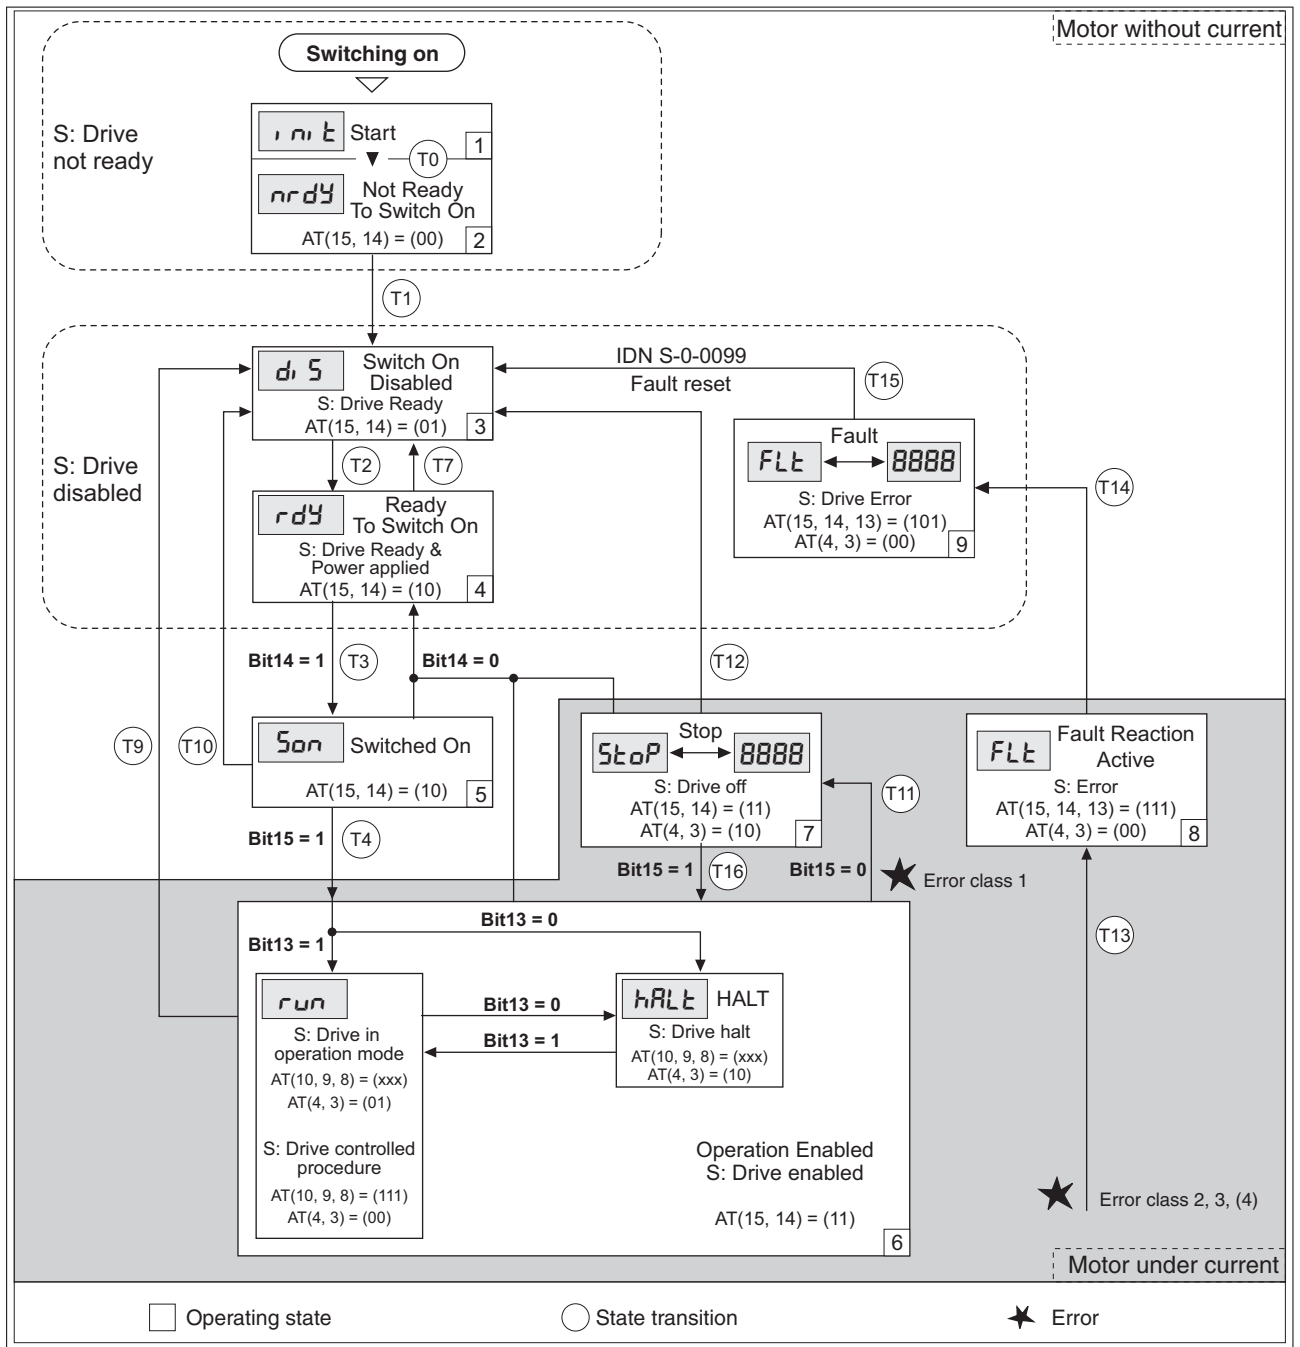 Motor without current
Switching on
S: Drive
not ready
init Start
1
T0
nrdy Not Ready
To Switch On
AT(15, 14) = (00)
2
T1
S: Drive
disabled
diS Switch On
Disabled
S: Drive Ready
AT(15, 14) = (01)
3
IDN S-0-0099
Fault reset
T15
T2
T7
Fault
FLt 8888
S: Drive Error
AT(15, 14, 13) = (101)
AT(4, 3) = (00)
9
T14
rdy Ready
To Switch On
S: Drive Ready &
Power applied
AT(15, 14) = (10)
4
Bit14 = 1
T3
Bit14 = 0
T12
T9
T10
Son Switched On
AT(15, 14) = (10)
5
Stop
StoP 8888
S: Drive off
AT(15, 14) = (11)
AT(4, 3) = (10)
7
T11
FLt Fault Reaction
Active
S: Error
AT(15, 14, 13) = (111)
AT(4, 3) = (00)
8
Bit15 = 1
T4
Bit15 = 1
T16
Bit15 = 0
Error class 1
T13
Bit13 = 0
Bit13 = 1
run
S: Drive in
operation mode
AT(10, 9, 8) = (xxx)
AT(4, 3) = (01)
S: Drive controlled
procedure
AT(10, 9, 8) = (111)
AT(4, 3) = (00)
Bit13 = 0
Bit13 = 1
hALt HALT
S: Drive halt
AT(10, 9, 8) = (xxx)
AT(4, 3) = (10)
Operation Enabled
S: Drive enabled
AT(15, 14) = (11)
6
Error class 2, 3, (4)
Motor under current
Operating state
State transition
Error